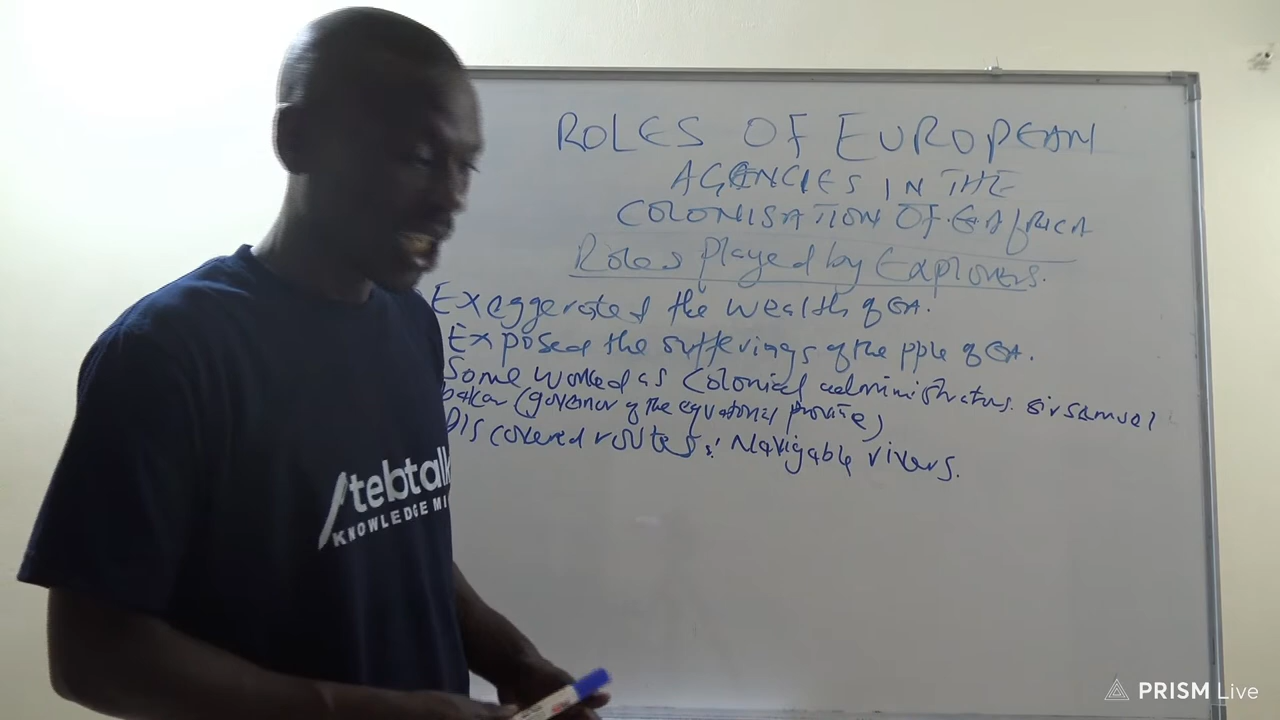 ROLES OF EUROPEAN
AGENCIES IN THE
COLONISATION OF E.AfRICA
Roles played by Explorers.
Exaggerated the wealth of EA.
Exposed the sufferings of the pple of EA.
Some worked as colonial administrators. sir samuel
baker (governor of the equatorial province)
Discovered routes: Navigable rivers.
/tebtalk
KNOWLEDGE MI
PRISM Live